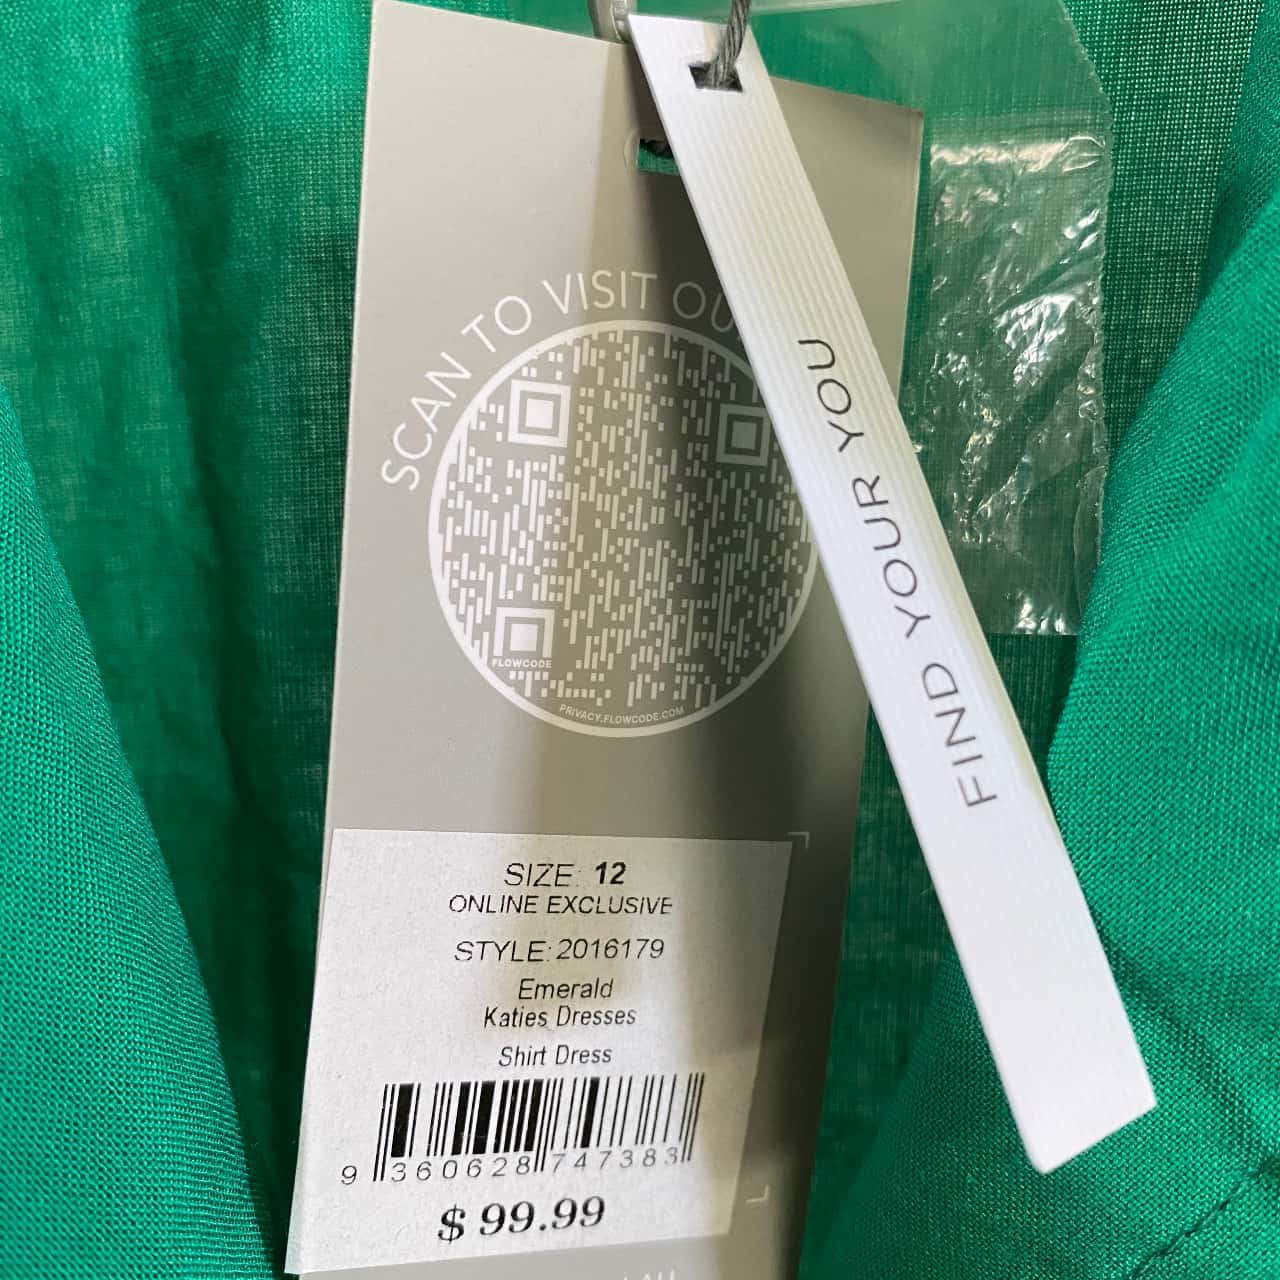 SCAN TO VISIT
FLOWCODE
PRIVACY.FLOWCODE.COM
FIND YOUR YOU
SIZE: 12
ONLINE EXCLUSIVE
STYLE: 2016179
Emerald
Katies Dresses
Shirt Dress
9 360628 747383
$ 99.99